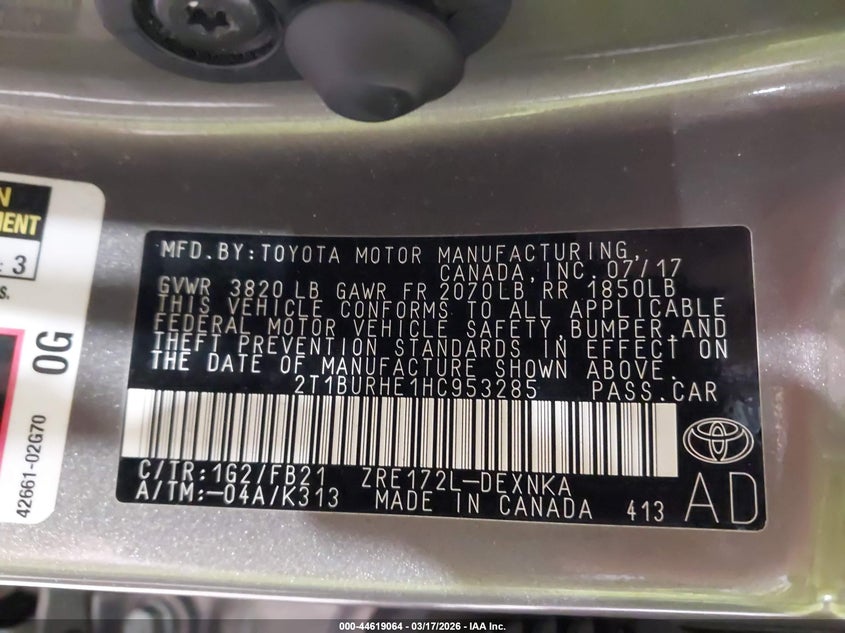 N
MENT
: 3
s.
0G
42661-02G70
MFD.BY:TOYOTA MOTOR MANUFACTURING,
CANADA, INC. 07/17
GVWR 3820 LB GAWR FR 2070LB RR 1850LB
THIS VEHICLE CONFORMS TO ALL APPLICABLE
FEDERAL MOTOR VEHICLE SAFETY, BUMPER, AND
THEFT PREVENTION STANDARDS IN EFFECT ON
THE DATE OF MANUFACTURE SHOWN ABOVE.
2T1BURHE1HC953285 PASS.CAR
C/TR:1G2/FB21 ZRE172L-DEXNKA
A/TM:-04A/K313 MADE IN CANADA 413 AD
000-44619064 - 03/17/2026 - IAA Inc.